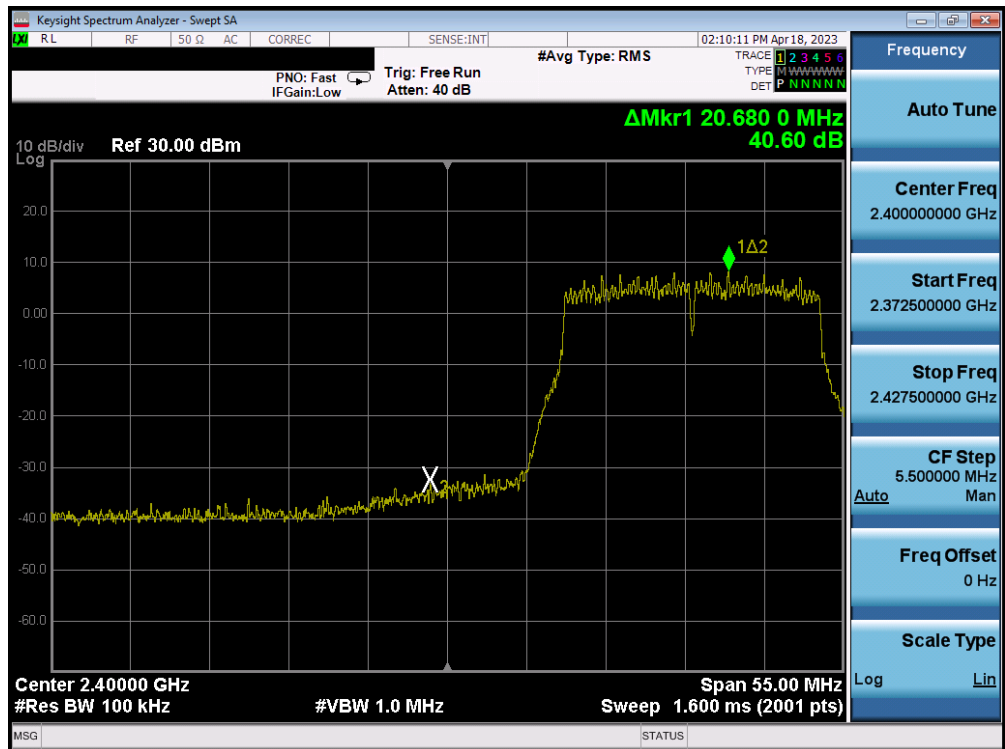 Keysight Spectrum Analyzer - Swept SA
LXI RL RF 50 Ω AC CORREC SENSE:INT 02:10:11 PM Apr 18, 2023
#Avg Type: RMS
TRACE 1 2 3 4 5 6
PNO: Fast Trig: Free Run
TYPE M WWWWW
IFGain:Low Atten: 40 dB
DET P N N N N N
ΔMkr1 20.680 0 MHz
40.60 dB
10 dB/div Ref 30.00 dBm
Log
20.0
10.0
0.00
-10.0
-20.0
-30.0
-40.0
-50.0
-60.0
1Δ2
X2
Center 2.40000 GHz Span 55.00 MHz
#Res BW 100 kHz #VBW 1.0 MHz Sweep 1.600 ms (2001 pts)
MSG STATUS
Frequency
Auto Tune
Center Freq
2.400000000 GHz
Start Freq
2.372500000 GHz
Stop Freq
2.427500000 GHz
CF Step
5.500000 MHz
Auto Man
Freq Offset
0 Hz
Scale Type
Log Lin